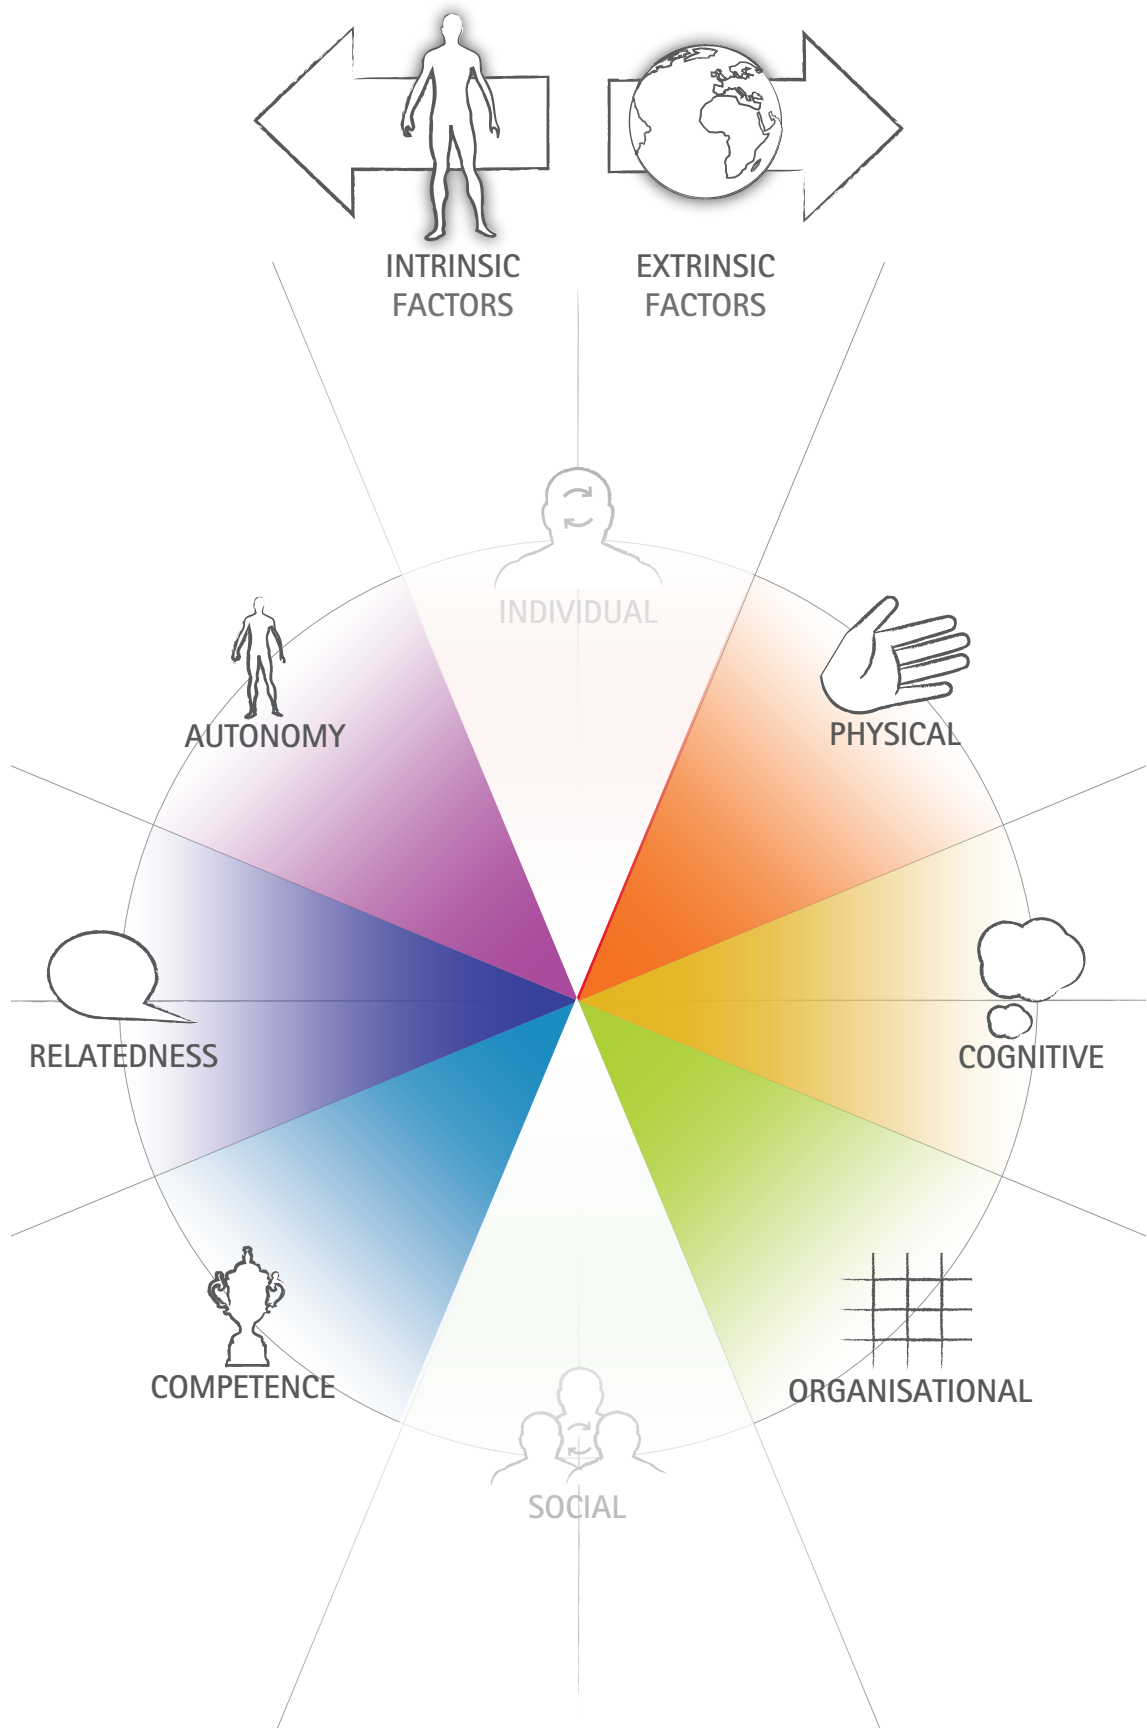 INTRINSIC
FACTORS
EXTRINSIC
FACTORS
INDIVIDUAL
AUTONOMY
PHYSICAL
RELATEDNESS
COGNITIVE
COMPETENCE
ORGANISATIONAL
SOCIAL